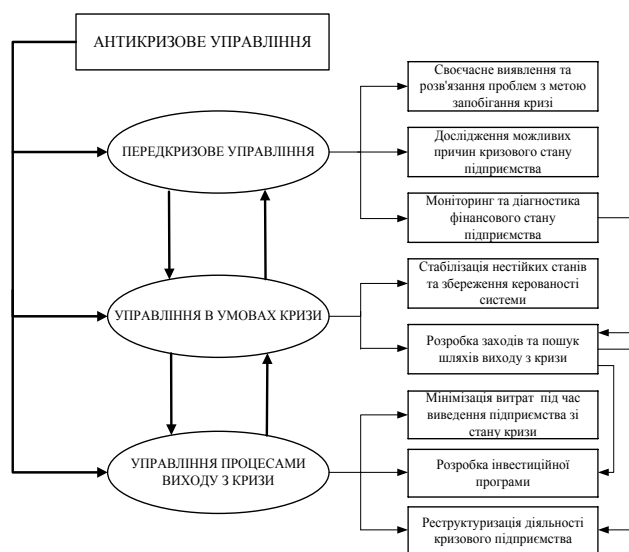 АНТИКРИЗОВЕ УПРАВЛІННЯ
Своєчасне виявлення та
розв'язання проблем з метою
запобігання кризі
ПЕРЕДКРИЗОВЕ УПРАВЛІННЯ
Дослідження можливих
причин кризового стану
підприємства
Моніторинг та діагностика
фінансового стану
підприємства
Стабілізація нестійких станів
та збереження керованості
системи
УПРАВЛІННЯ В УМОВАХ КРИЗИ
Розробка заходів та пошук
шляхів виходу з кризи
Мінімізація витрат під час
виведення підприємства зі
стану кризи
УПРАВЛІННЯ ПРОЦЕСАМИ
ВИХОДУ З КРИЗИ
Розробка інвестиційної
програми
Реструктуризація діяльності
кризового підприємства